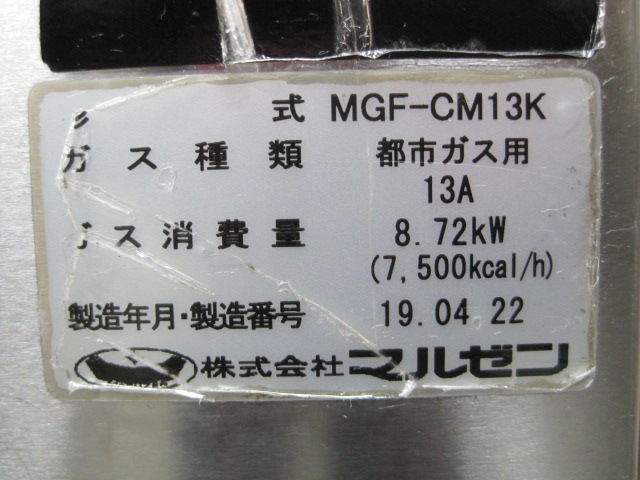 式 MGF-CM13K
ガス種類 都市ガス用
13A
ス消費量 8.72kW
(7,500kcal/h)
製造年月・製造番号 19.04 22
株式会社マルゼン